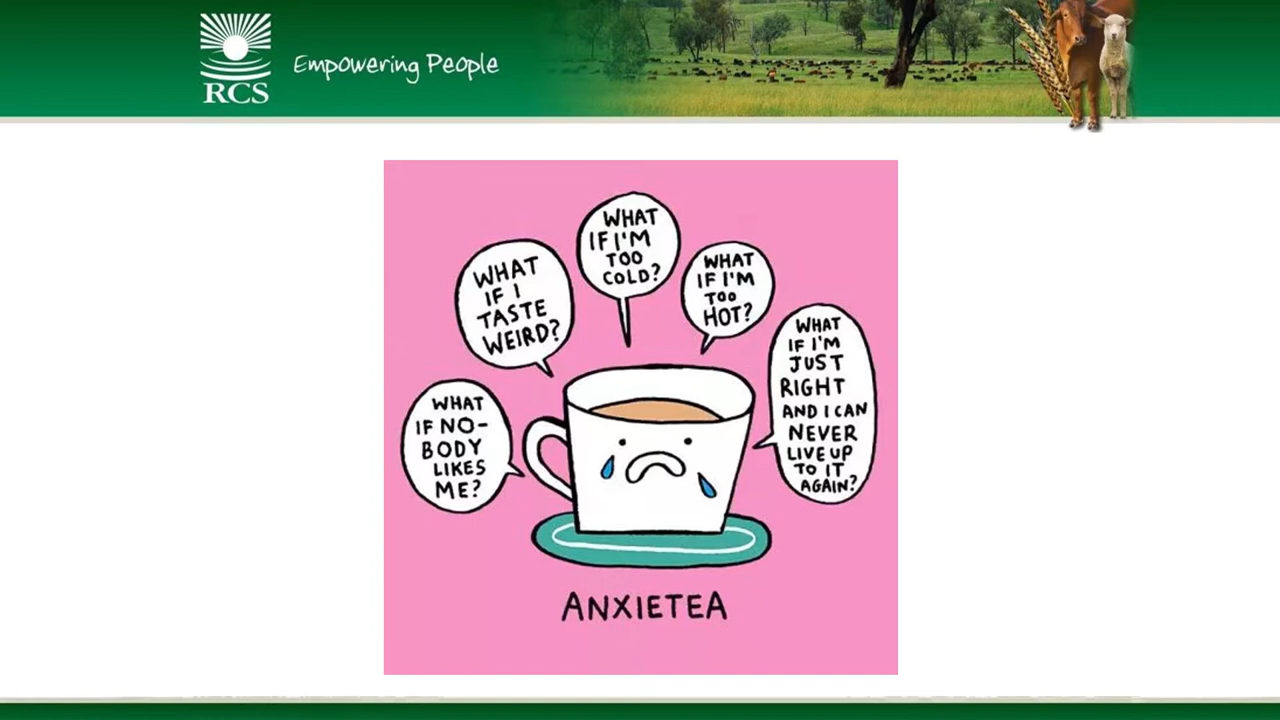 RCS
Empowering People
WHAT
IF NO-
BODY
LIKES
ME?
WHAT
IF I
TASTE
WEIRD?
WHAT
IF I'M
TOO
COLD?
WHAT
IF I'M
TOO
HOT?
WHAT
IF I'M
JUST
RIGHT
AND I CAN
NEVER
LIVE UP
TO IT
AGAIN?
ANXIETEA